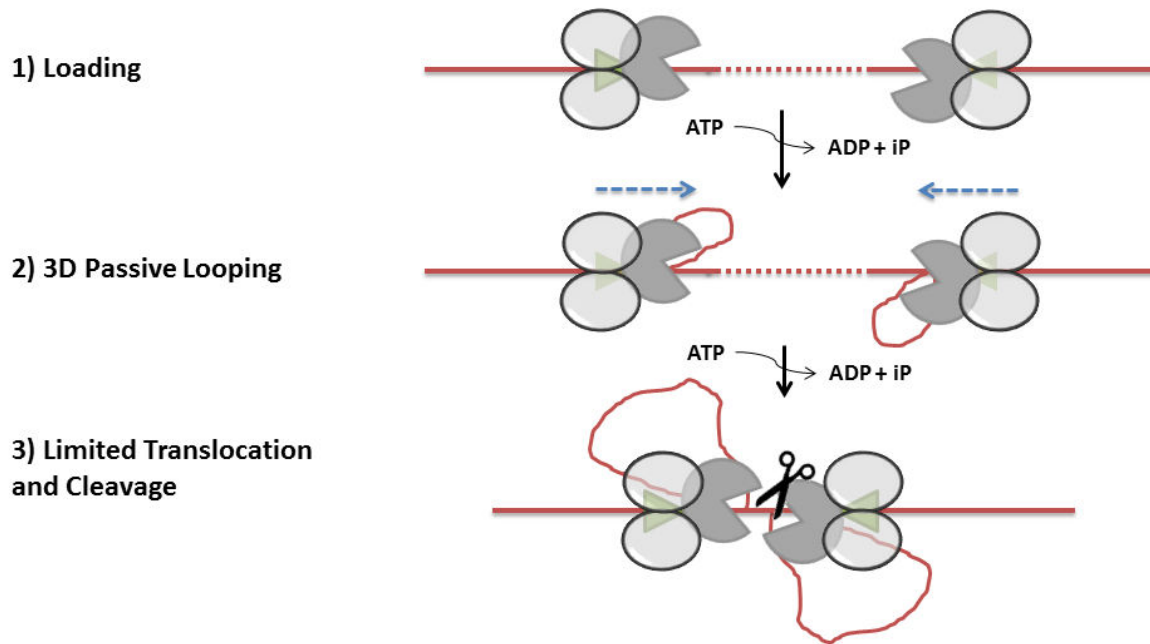 1) Loading
ATP
ADP + iP
2) 3D Passive Looping
ATP
ADP + iP
3) Limited Translocation
and Cleavage